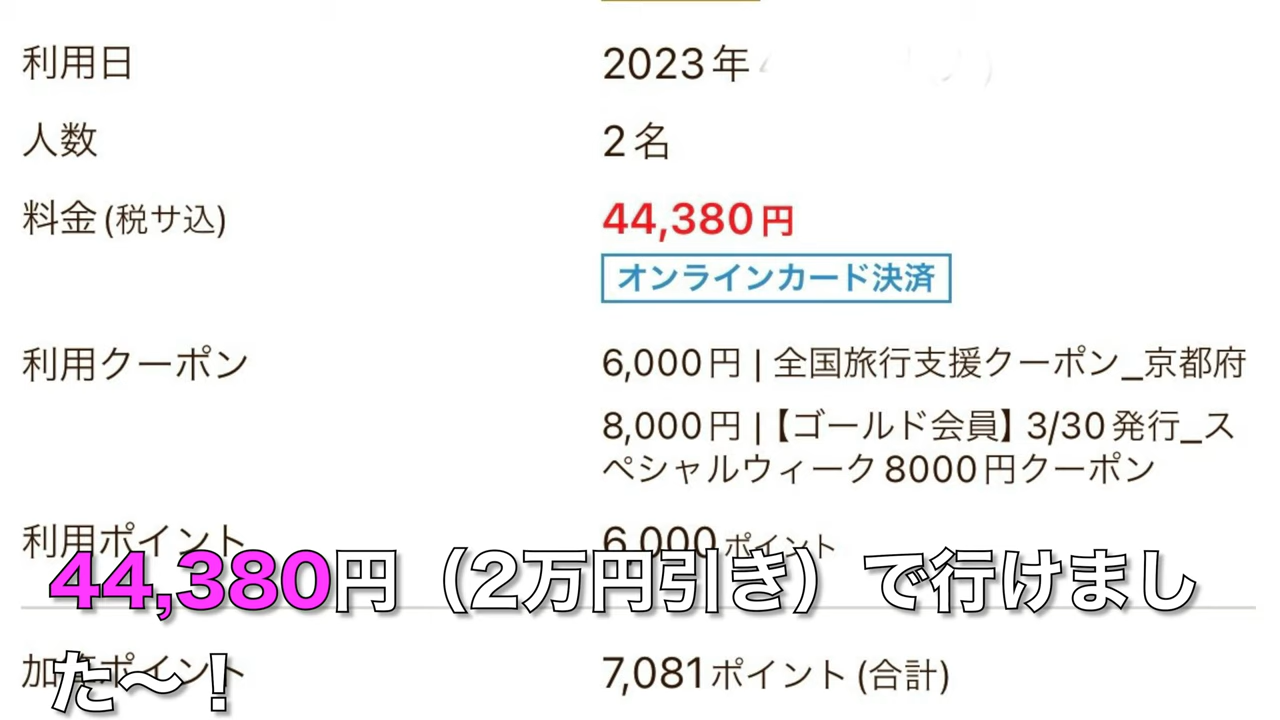 利用日 2023年
人数 2名
料金(税サ込) 44,380円
オンラインカード決済
利用クーポン 6,000円 | 全国旅行支援クーポン_京都府
8,000円 |【ゴールド会員】3/30発行_ス
ペシャルウィーク8000円クーポン
利用ポイント 6,000ポイント
44,380円（2万円引き）で行けまし
た〜！
加算ポイント 7,081ポイント(合計)